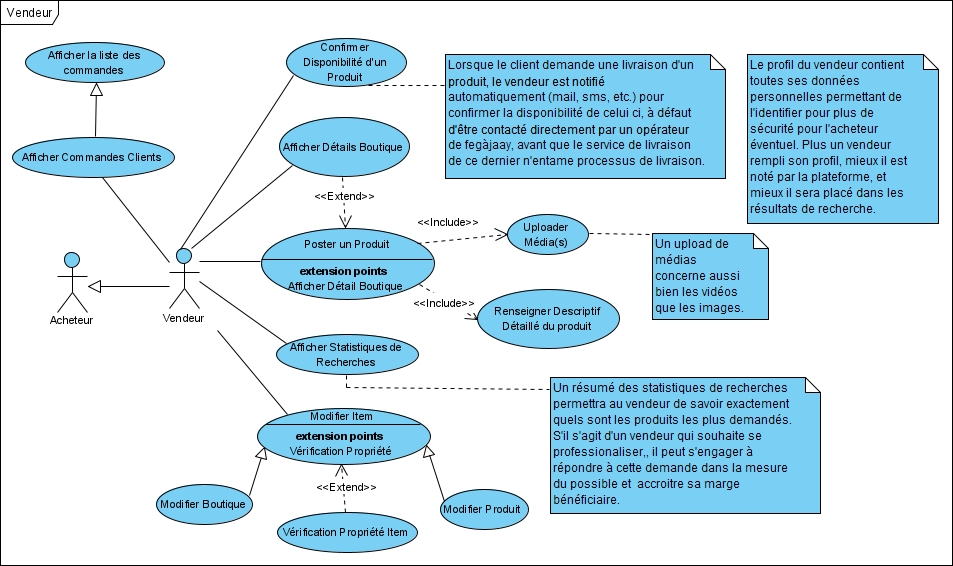 Vendeur
Afficher la liste des
commandes
Afficher Commandes Clients
Confirmer
Disponibilité d'un
Produit
Lorsque le client demande une livraison d'un
produit, le vendeur est notifié
automatiquement (mail, sms, etc.) pour
confirmer la disponibilité de celui ci, à défaut
d'être contacté directement par un opérateur
de fegàjaay, avant que le service de livraison
de ce dernier n'entame processus de livraison.
Le profil du vendeur contient
toutes ses données
personnelles permettant de
l'identifier pour plus de
sécurité pour l'acheteur
éventuel. Plus un vendeur
rempli son profil, mieux il est
noté par la plateforme, et
mieux il sera placé dans les
résultats de recherche.
Afficher Détails Boutique
<<Extend>>
Poster un Produit
extension points
Afficher Détail Boutique
<<Include>>
Uploader
Média(s)
Un upload de
médias
concerne aussi
bien les vidéos
que les images.
<<Include>>
Renseigner Descriptif
Détaillé du produit
Acheteur
Vendeur
Afficher Statistiques de
Recherches
Un résumé des statistiques de recherches
permettra au vendeur de savoir exactement
quels sont les produits les plus demandés.
S'il s'agit d'un vendeur qui souhaite se
professionaliser,, il peut s'engager à
répondre à cette demande dans la mesure
du possible et accroitre sa marge
bénéficiaire.
Modifier Item
extension points
Vérification Propriété
<<Extend>>
Modifier Boutique
Modifier Produit
Vérification Propriété Item